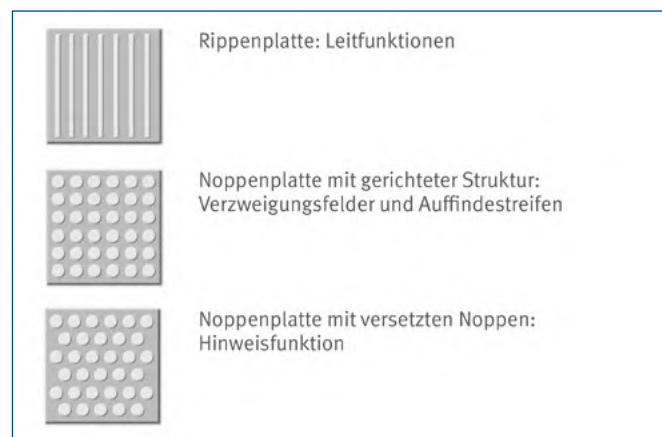 Rippenplatte: Leitfunktionen
Noppenplatte mit gerichteter Struktur:
Verzweigungsfelder und Auffindestreifen
Noppenplatte mit versetzten Noppen:
Hinweisfunktion